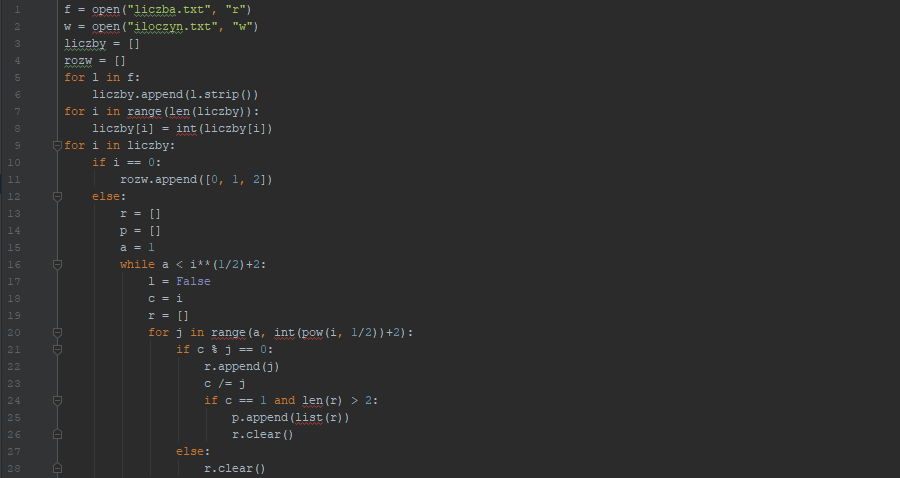 1 f = open("liczba.txt", "r")
2 w = open("iloczyn.txt", "w")
3 liczby = []
4 rozw = []
5 for l in f:
6     liczby.append(l.strip())
7 for i in range(len(liczby)):
8     liczby[i] = int(liczby[i])
9 for i in liczby:
10     if i == 0:
11         rozw.append([0, 1, 2])
12     else:
13         r = []
14         p = []
15         a = 1
16         while a < i**(1/2)+2:
17             l = False
18             c = i
19             r = []
20             for j in range(a, int(pow(i, 1/2))+2):
21                 if c % j == 0:
22                     r.append(j)
23                     c /= j
24                     if c == 1 and len(r) > 2:
25                         p.append(list(r))
26                         r.clear()
27                 else:
28                     r.clear()